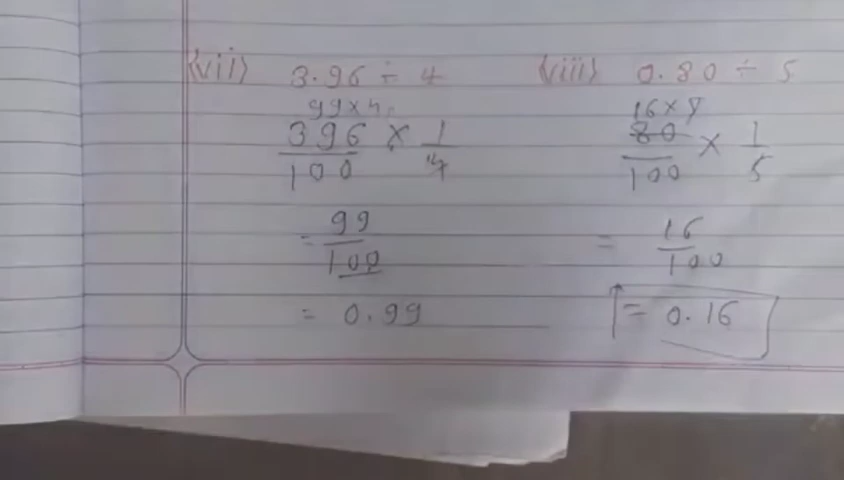 (vii) 3.96 ÷ 4
99×4
396/100 × 1/4
= 99/100
= 0.99
(viii) 0.80 ÷ 5
16×5
80/100 × 1/5
= 16/100
= 0.16